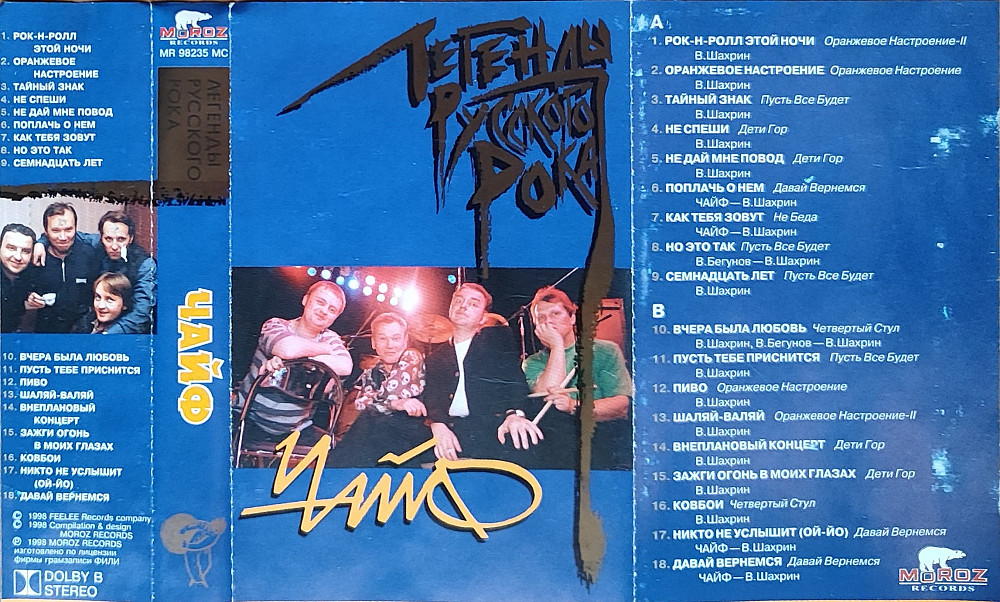 1. РОК-Н-РОЛЛ
ЭТОЙ НОЧИ
2. ОРАНЖЕВОЕ
НАСТРОЕНИЕ
3. ТАЙНЫЙ ЗНАК
4. НЕ СПЕШИ
5. НЕ ДАЙ МНЕ ПОВОД
6. ПОПЛАЧЬ О НЕМ
7. КАК ТЕБЯ ЗОВУТ
8. НО ЭТО ТАК
9. СЕМНАДЦАТЬ ЛЕТ
10. ВЧЕРА БЫЛА ЛЮБОВЬ
11. ПУСТЬ ТЕБЕ ПРИСНИТСЯ
12. ПИВО
13. ШАЛЯЙ-ВАЛЯЙ
14. ВНЕПЛАНОВЫЙ
КОНЦЕРТ
15. ЗАЖГИ ОГОНЬ
В МОИХ ГЛАЗАХ
16. КОВБОИ
17. НИКТО НЕ УСЛЫШИТ
(ОЙ-ЙО)
18. ДАВАЙ ВЕРНЕМСЯ
© 1998 FEELEE Records company
© 1998 Compilation & design
MOROZ RECORDS
℗ 1998 MOROZ RECORDS
изготовлено по лицензии
фирмы грамзаписи ФИЛИ
DOLBY B
STEREO
MOROZ
RECORDS
MR 98235 MC
ЛЕГЕНДЫ
РУССКОГО
РОКА
ЧАЙФ
ЛЕГЕНДЫ
РУССКОГО
РОКА
ЧАЙФ
A
1. РОК-Н-РОЛЛ ЭТОЙ НОЧИ Оранжевое Настроение-II
В.Шахрин
2. ОРАНЖЕВОЕ НАСТРОЕНИЕ Оранжевое Настроение
В.Шахрин
3. ТАЙНЫЙ ЗНАК Пусть Все Будет
В.Шахрин
4. НЕ СПЕШИ Дети Гор
В.Шахрин
5. НЕ ДАЙ МНЕ ПОВОД Дети Гор
В.Шахрин
6. ПОПЛАЧЬ О НЕМ Давай Вернемся
ЧАЙФ — В.Шахрин
7. КАК ТЕБЯ ЗОВУТ Не Беда
ЧАЙФ — В.Шахрин
8. НО ЭТО ТАК Пусть Все Будет
В.Бегунов — В.Шахрин
9. СЕМНАДЦАТЬ ЛЕТ Пусть Все Будет
В.Шахрин
B
10. ВЧЕРА БЫЛА ЛЮБОВЬ Четвертый Стул
В.Шахрин, В.Бегунов — В.Шахрин
11. ПУСТЬ ТЕБЕ ПРИСНИТСЯ Пусть Все Будет
В.Шахрин
12. ПИВО Оранжевое Настроение
В.Шахрин
13. ШАЛЯЙ-ВАЛЯЙ Оранжевое Настроение-II
В.Шахрин
14. ВНЕПЛАНОВЫЙ КОНЦЕРТ Дети Гор
В.Шахрин
15. ЗАЖГИ ОГОНЬ В МОИХ ГЛАЗАХ Дети Гор
В.Шахрин
16. КОВБОИ Четвертый Стул
В.Шахрин
17. НИКТО НЕ УСЛЫШИТ (ОЙ-ЙО) Давай Вернемся
ЧАЙФ — В.Шахрин
18. ДАВАЙ ВЕРНЕМСЯ Давай Вернемся
ЧАЙФ — В.Шахрин
MOROZ
RECORDS